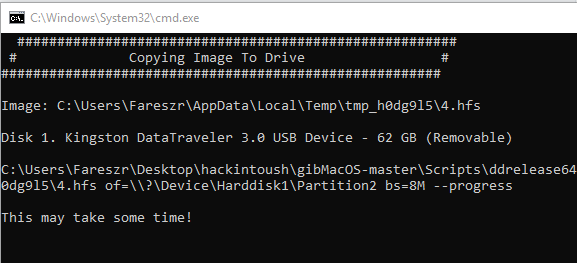 C:\Windows\System32\cmd.exe
#######################################################
# Copying Image To Drive #
#######################################################
Image: C:\Users\Fareszr\AppData\Local\Temp\tmp_h0dg9l5\4.hfs
Disk 1. Kingston DataTraveler 3.0 USB Device - 62 GB (Removable)
C:\Users\Fareszr\Desktop\hackintoush\gibMacOS-master\Scripts\ddrelease64
0dg9l5\4.hfs of=\\?\Device\Harddisk1\Partition2 bs=8M --progress
This may take some time!